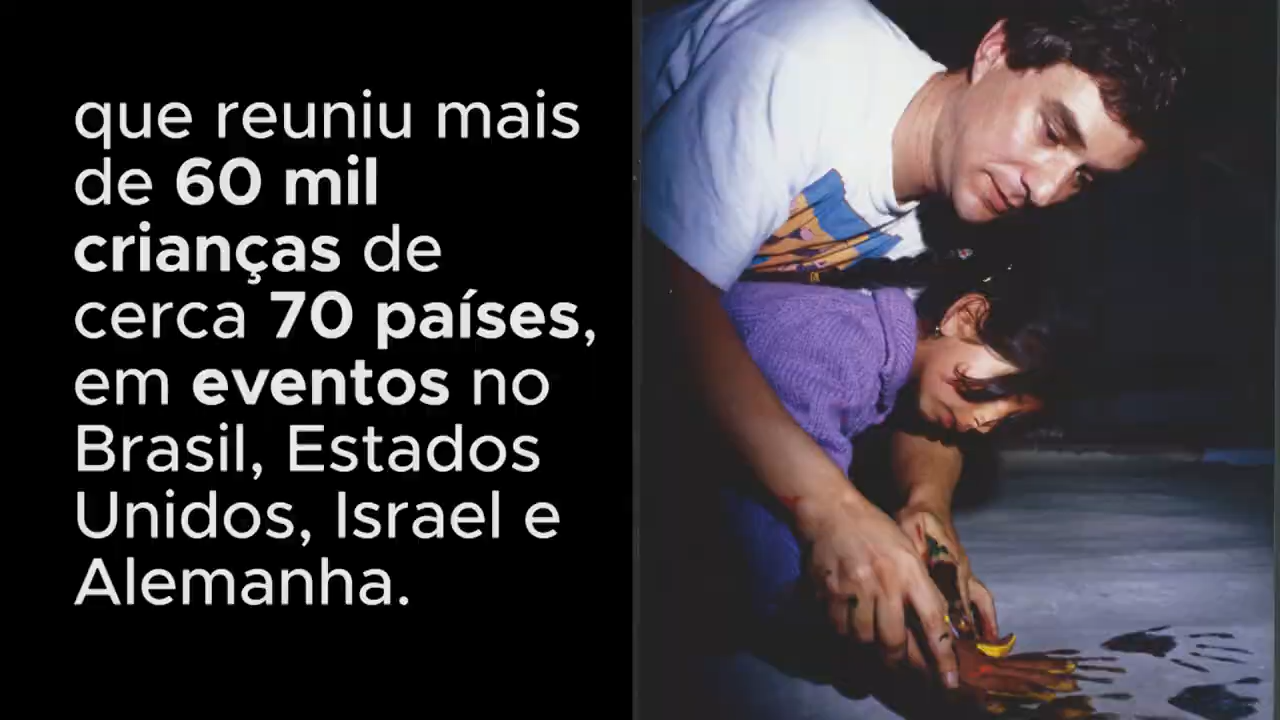 que reuniu mais
de 60 mil
crianças de
cerca 70 países,
em eventos no
Brasil, Estados
Unidos, Israel e
Alemanha.